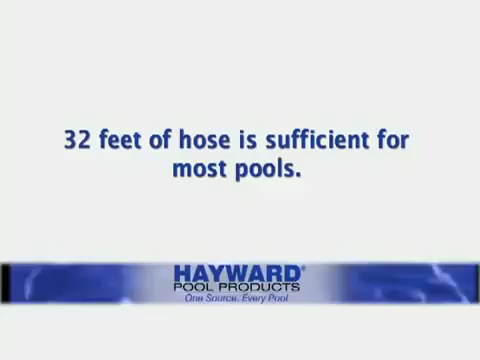 32 feet of hose is sufficient for
most pools.
HAYWARD®
POOL PRODUCTS
One Source. Every Pool